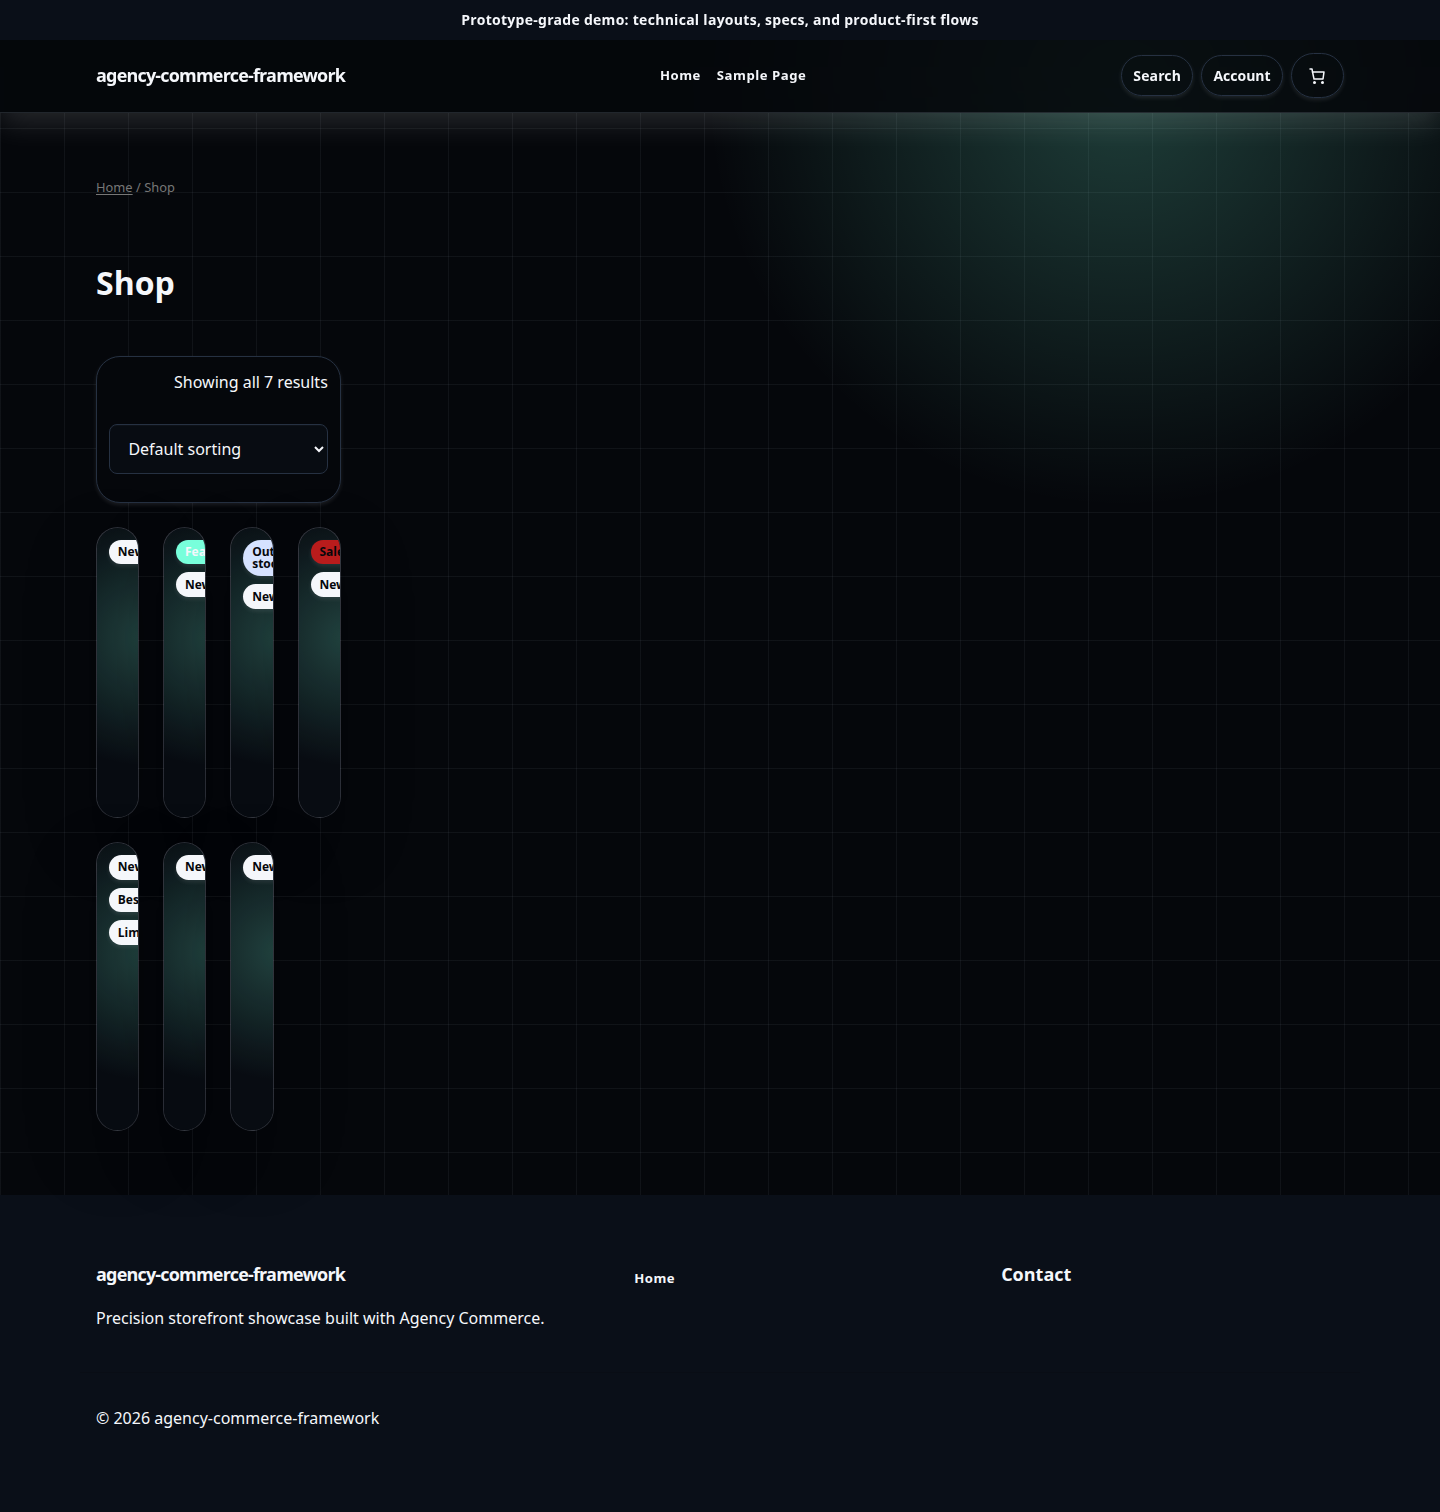 Prototype-grade demo: technical layouts, specs, and product-first flows
agency-commerce-framework
Home
Sample Page
Search
Account
Home / Shop
Shop
Showing all 7 results
Default sorting
agency-commerce-framework
Home
Contact
Precision storefront showcase built with Agency Commerce.
© 2026 agency-commerce-framework